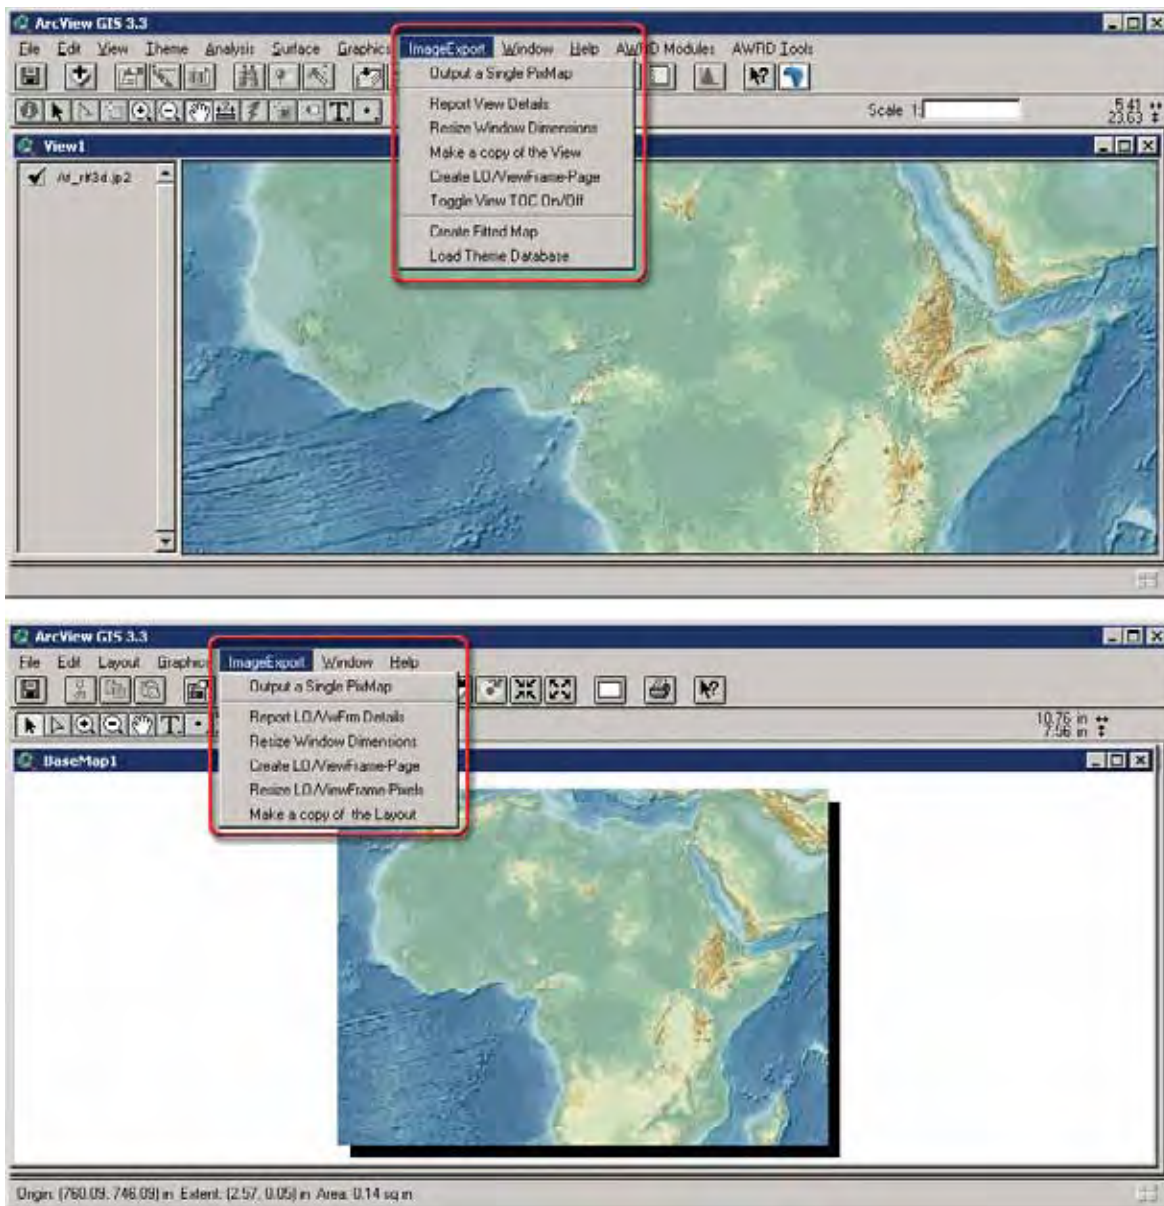 ArcView GIS 3.3
File Edit View Theme Analysis Surface Graphics ImageExport Window Help AWRD Modules AWRD Tools
Output a Single PixMap
Report View Details
Resize Window Dimensions
Make a copy of the View
Create LO/ViewFrame-Page
Toggle View TOC On/Off
Create Fitted Map
Load Theme Database
T
Scale 1:
5.41
23.63
View1
ArcView GIS 3.3
File Edit Layout Graphics ImageExport Window Help
Output a Single PixMap
Report LO/VwFrm Details
Resize Window Dimensions
Create LO/ViewFrame-Page
Resize LO/ViewFrame-Pixels
Make a copy of the Layout
T
10.76 in
7.56 in
BaseMap1
Origin: (760.09, 746.09) in Extent: (2.57, 0.05) in Area: 0.14 sq in